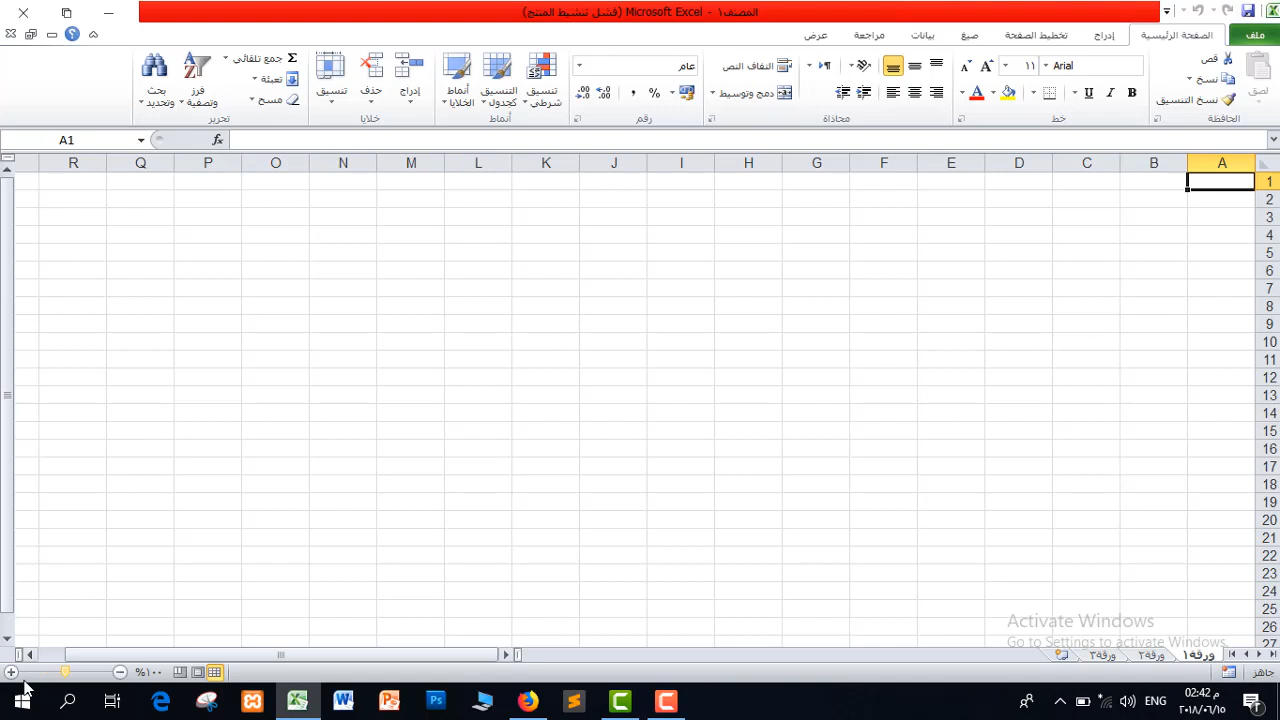 المصنف١ - Microsoft Excel (فشل تنشيط المنتج)
ملف الصفحة الرئيسية إدراج تخطيط الصفحة صيغ بيانات مراجعة عرض
لصق
قص
نسخ
نسخ التنسيق
الحافظة
Arial ١١
خط
التفاف النص
دمج وتوسيط
محاذاة
عام
رقم
تنسيق شرطي
التنسيق كجدول
أنماط الخلايا
أنماط
إدراج
حذف
تنسيق
خلايا
جمع تلقائي
تعبئة
مسح
فرز وتصفية
بحث وتحديد
تحرير
A1
A B C D E F G H I J K L M N O P Q R
1
2
3
4
5
6
7
8
9
10
11
12
13
14
15
16
17
18
19
20
21
22
23
24
25
26
27
Activate Windows
Go to Settings to activate Windows.
ورقة١ ورقة٢ ورقة٣
جاهز
%١٠٠
ENG
02:42 م
٢٠١٨/٠٦/١٥